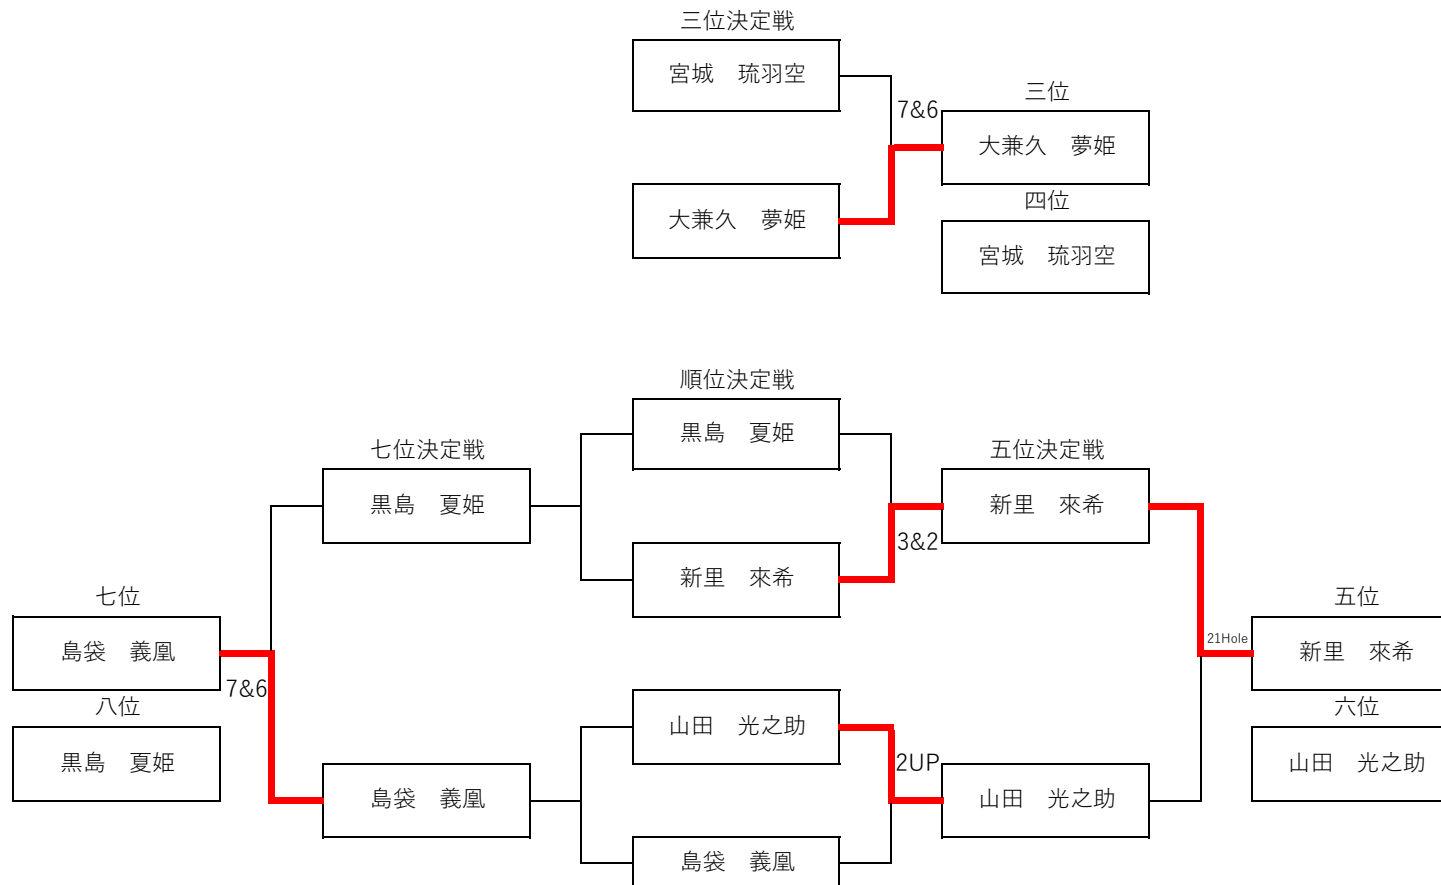 三位決定戦
宮城　琉羽空
7&6
三位
大兼久　夢姫
大兼久　夢姫
四位
宮城　琉羽空
順位決定戦
黒島　夏姫
七位決定戦
五位決定戦
黒島　夏姫
新里　來希
3&2
新里　來希
七位
五位
島袋　義凰
21Hole
新里　來希
7&6
八位
六位
山田　光之助
黒島　夏姫
2UP
山田　光之助
島袋　義凰
山田　光之助
島袋　義凰